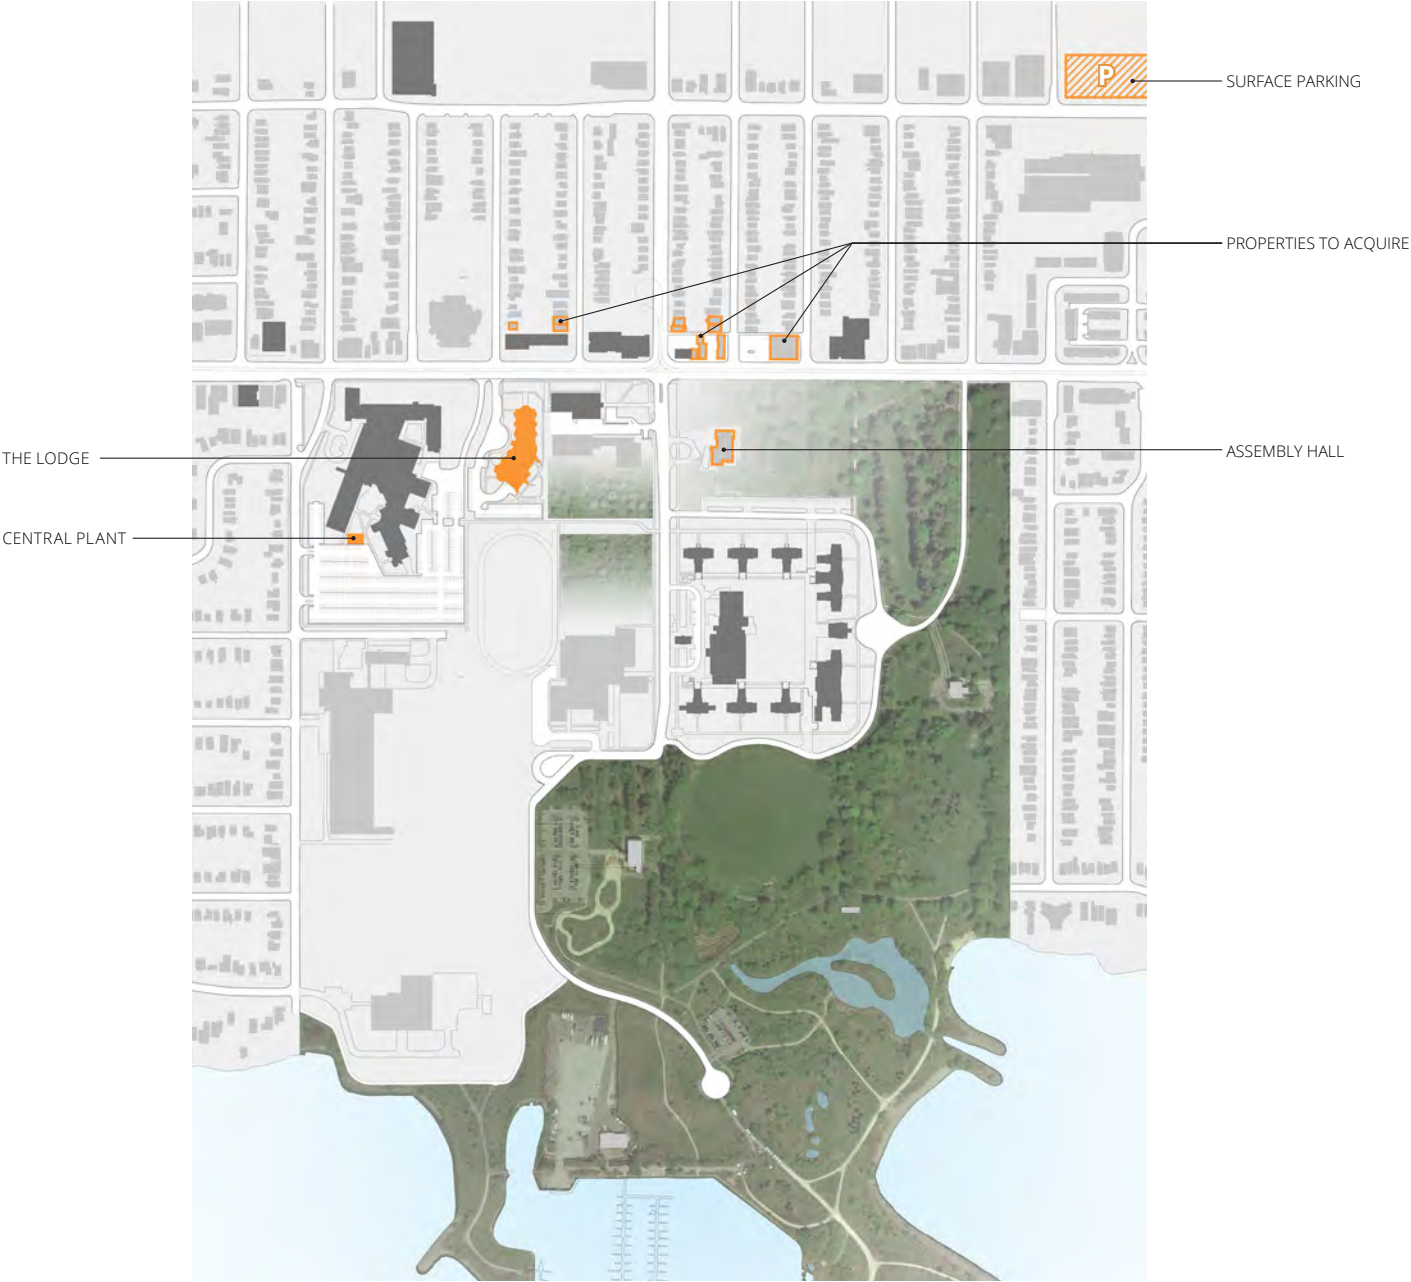 P
SURFACE PARKING
PROPERTIES TO ACQUIRE
THE LODGE
ASSEMBLY HALL
CENTRAL PLANT